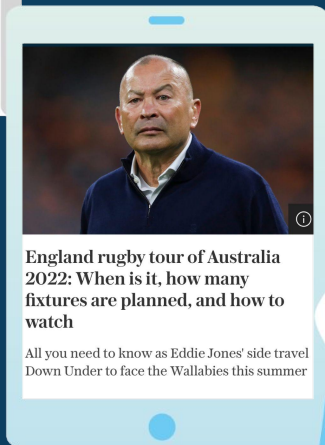 England rugby tour of Australia
2022: When is it, how many
fixtures are planned, and how to
watch
All you need to know as Eddie Jones' side travel
Down Under to face the Wallabies this summer